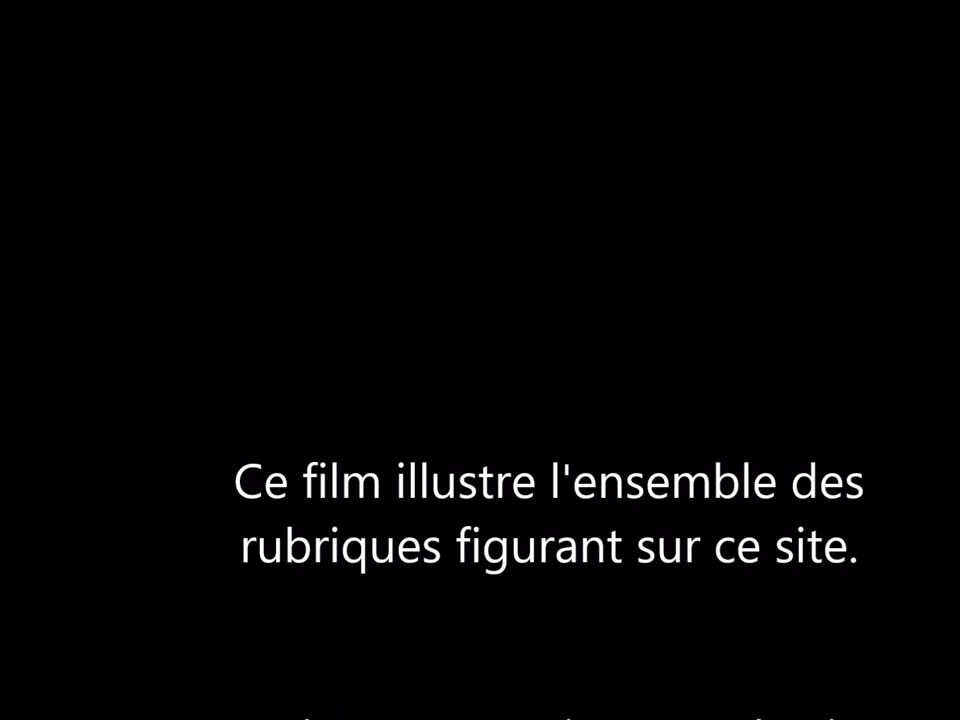 Ce film illustre l'ensemble des
rubriques figurant sur ce site.